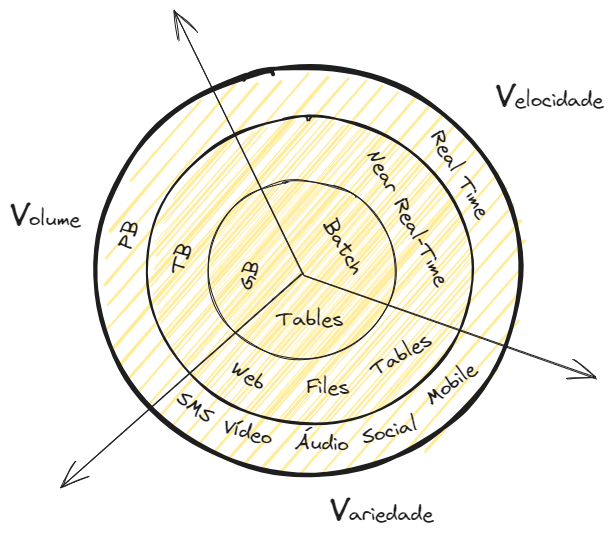 Velocidade
Real Time
Near Real-Time
Batch
Volume
PB
TB
GB
Tables
Web
Files
Tables
SMS
Vídeo
Áudio
Social
Mobile
Variedade